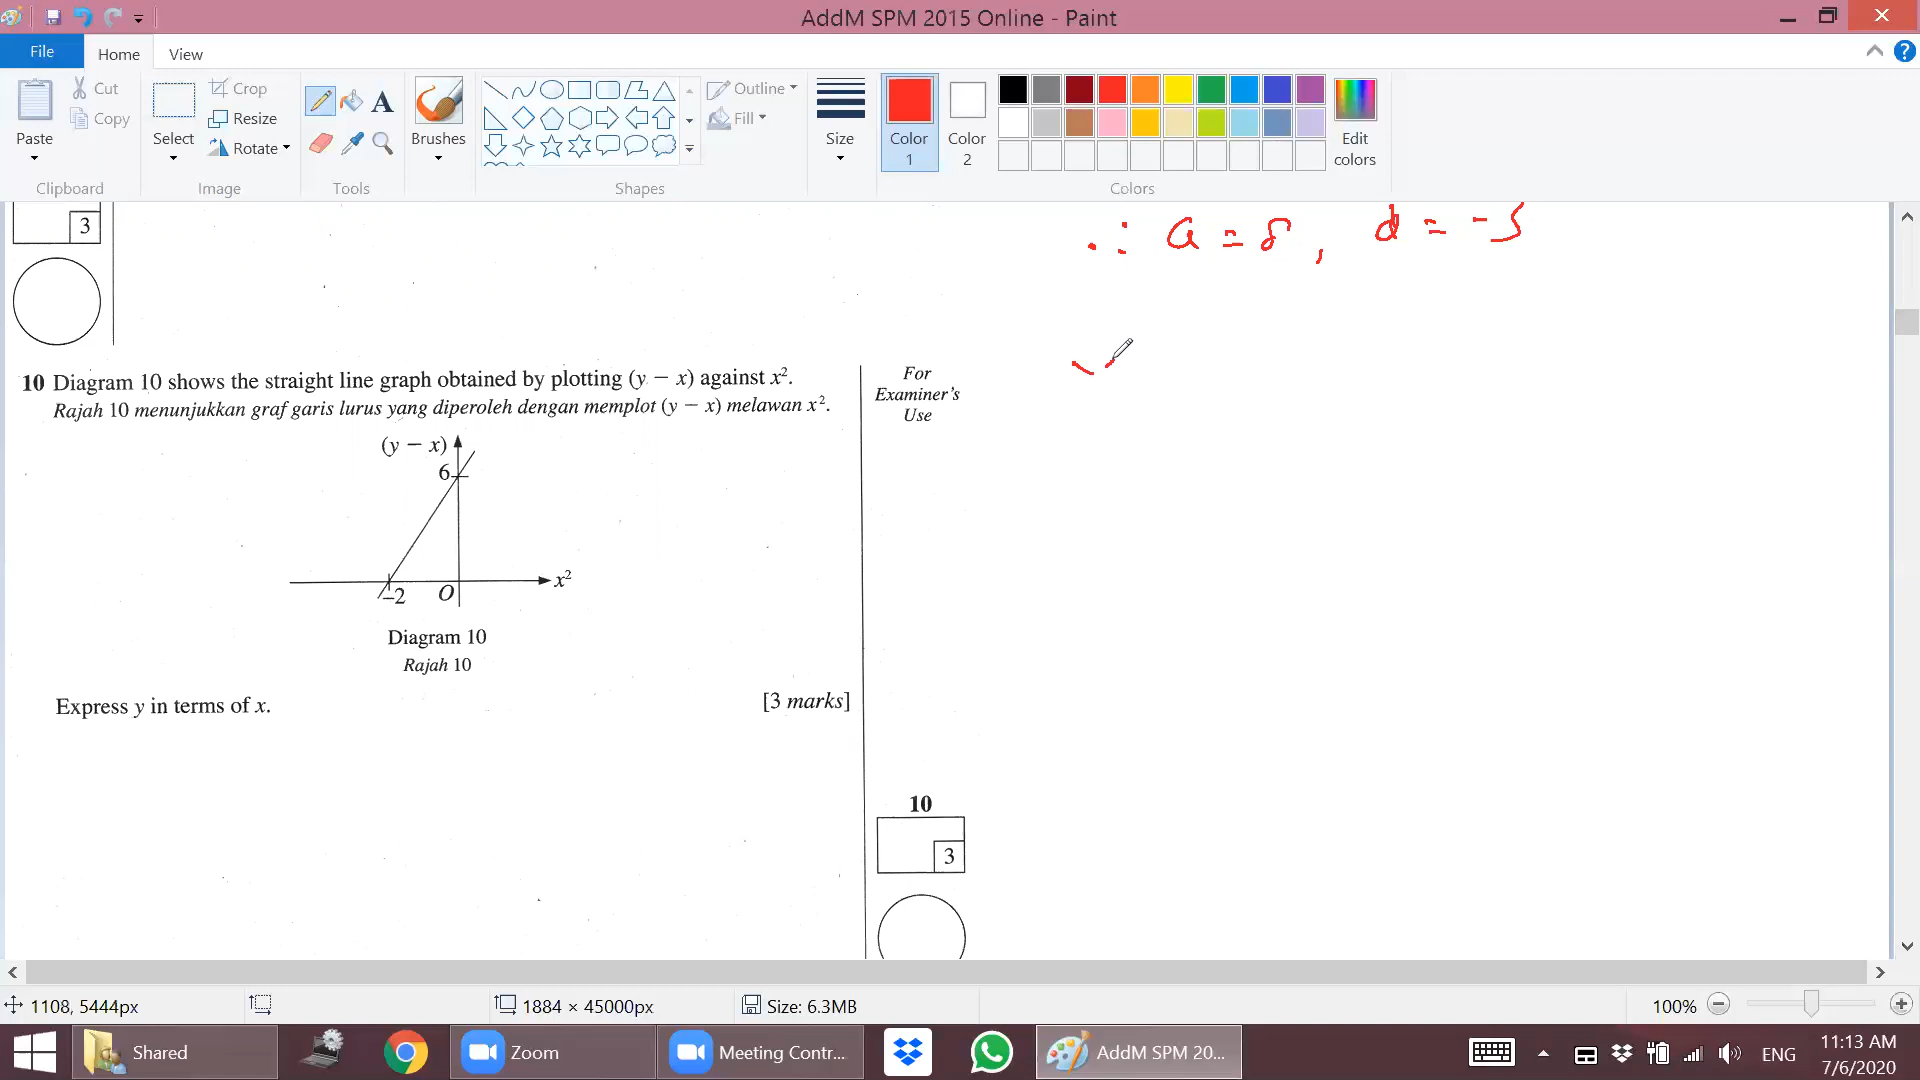 AddM SPM 2015 Online - Paint
File
Home
View
Paste
Cut
Copy
Clipboard
Select
Crop
Resize
Rotate
Image
A
Tools
Brushes
Shapes
Outline
Fill
Size
Color 1
Color 2
Edit colors
Colors
3
∴ a = 8, d = -5
10 Diagram 10 shows the straight line graph obtained by plotting (y − x) against x².
Rajah 10 menunjukkan graf garis lurus yang diperoleh dengan memplot (y − x) melawan x².
For
Examiner's
Use
(y − x)
6
x²
−2
O
Diagram 10
Rajah 10
Express y in terms of x.
[3 marks]
10
3
1108, 5444px
1884 × 45000px
Size: 6.3MB
100%
Shared
Zoom
Meeting Contr...
AddM SPM 20...
ENG
11:13 AM
7/6/2020